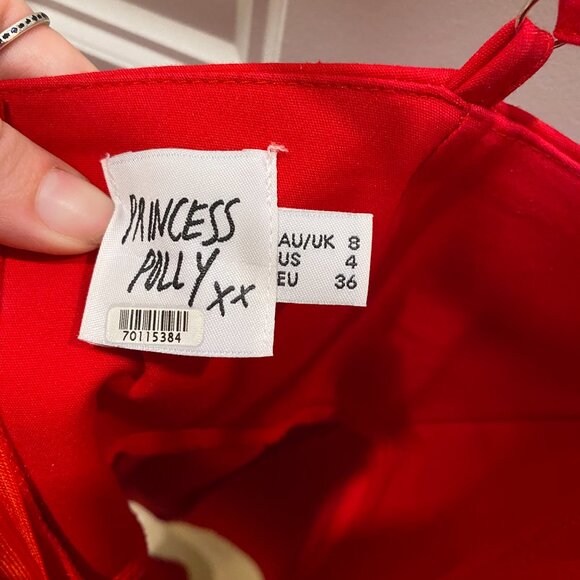 PRINCESS
POLLY xx
70115384
AU/UK 8
US 4
EU 36